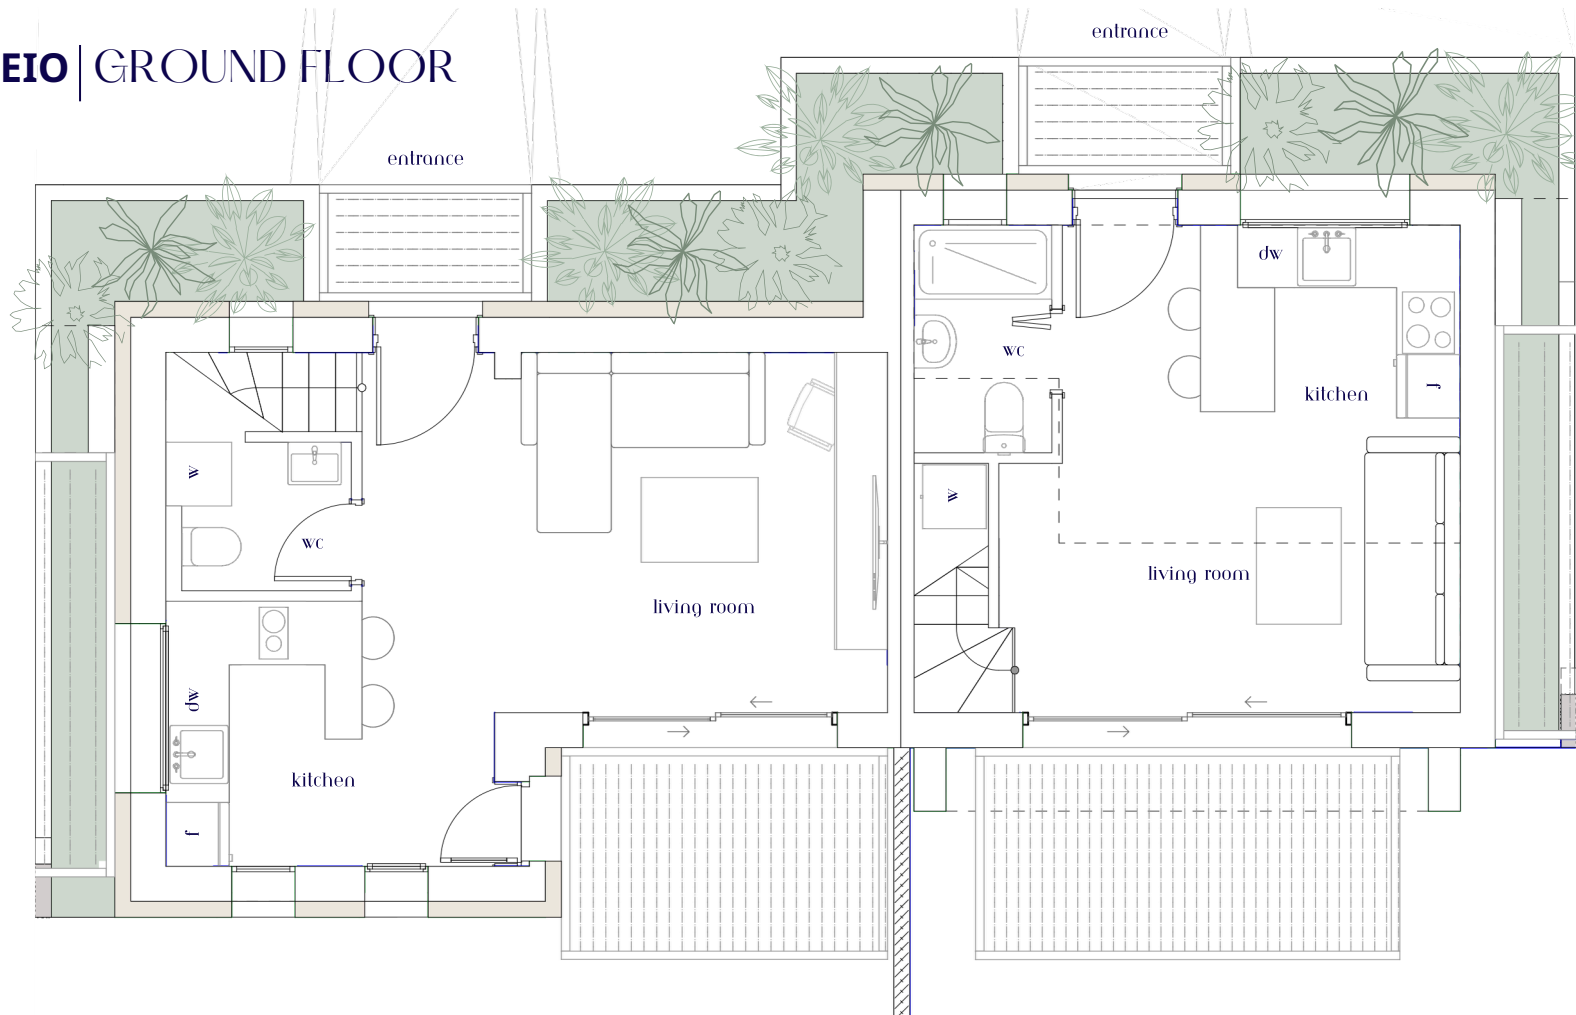 EIO | GROUND FLOOR
entrance
entrance
dw
wc
kitchen
f
w
w
wc
living room
living room
dw
kitchen
f